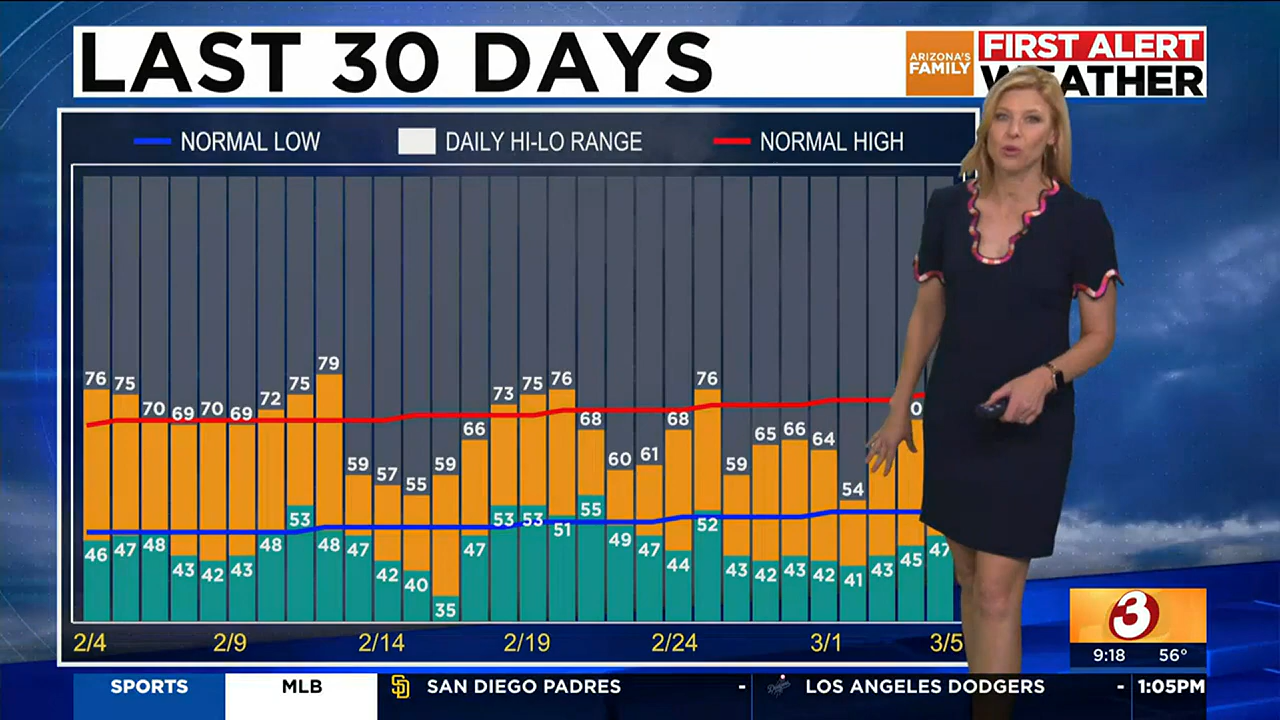 LAST 30 DAYS
ARIZONA'S
FAMILY
FIRST ALERT
WEATHER
NORMAL LOW DAILY HI-LO RANGE NORMAL HIGH
76 75 70 69 70 69 72 75 79 59 57 55 59 66 73 75 76 68 60 61 68 76 59 65 66 64 54 0
46 47 48 43 42 43 48 53 48 47 42 40 35 47 53 53 51 55 49 47 44 52 43 42 43 42 41 43 45 47
2/4 2/9 2/14 2/19 2/24 3/1 3/5
3
9:18 56°
SPORTS MLB SAN DIEGO PADRES - LOS ANGELES DODGERS - 1:05PM